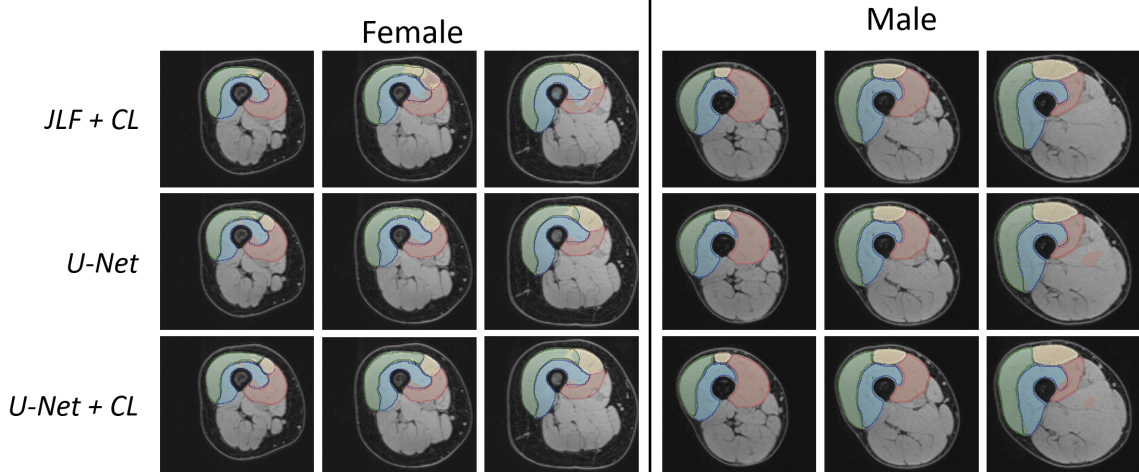 Female
Male
JLF + CL
U-Net
U-Net + CL